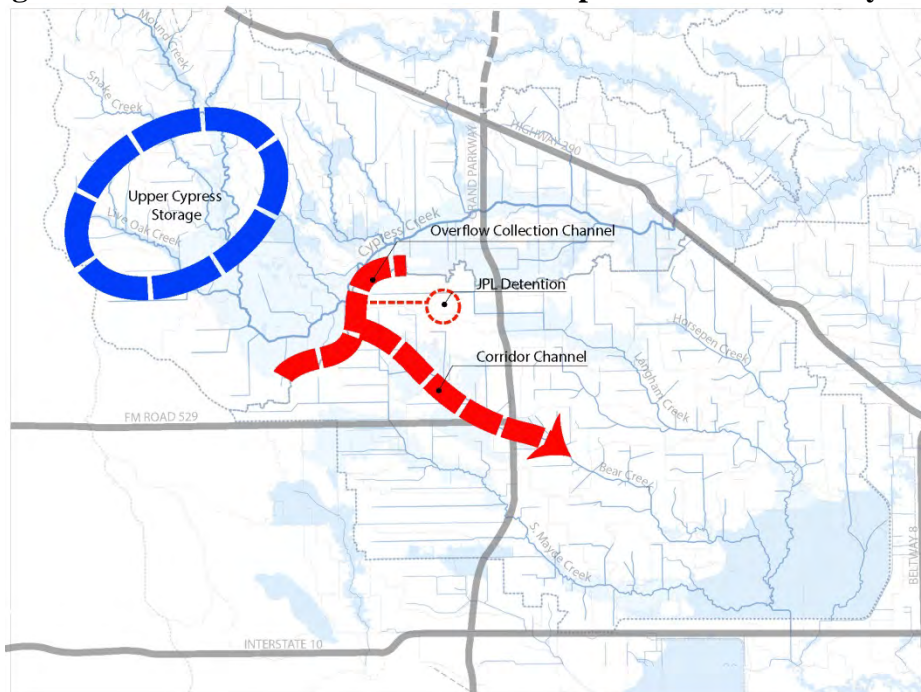 Mound Creek
HIGHWAY 290
Snake Creek
RAND PARKWAY
Upper Cypress
Storage
Live Oak Creek
Cypress Creek
Overflow Collection Channel
JPL Detention
Horsepen Creek
Langham Creek
Corridor Channel
FM ROAD 529
Bear Creek
S. Mayde Creek
BELTWAY 8
INTERSTATE 10